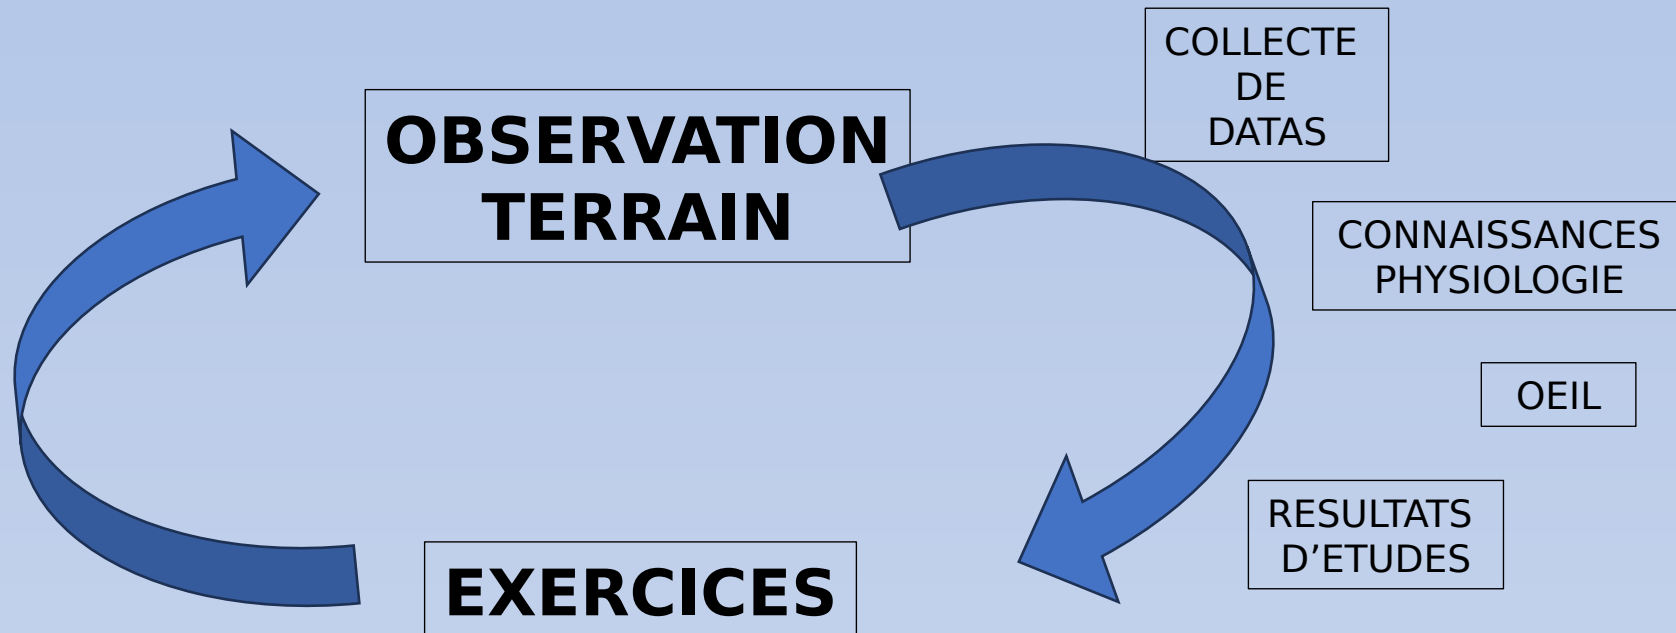 COLLECTE
DE
DATAS
OBSERVATION
TERRAIN
CONNAISSANCES
PHYSIOLOGIE
OEIL
RESULTATS
D’ETUDES
EXERCICES